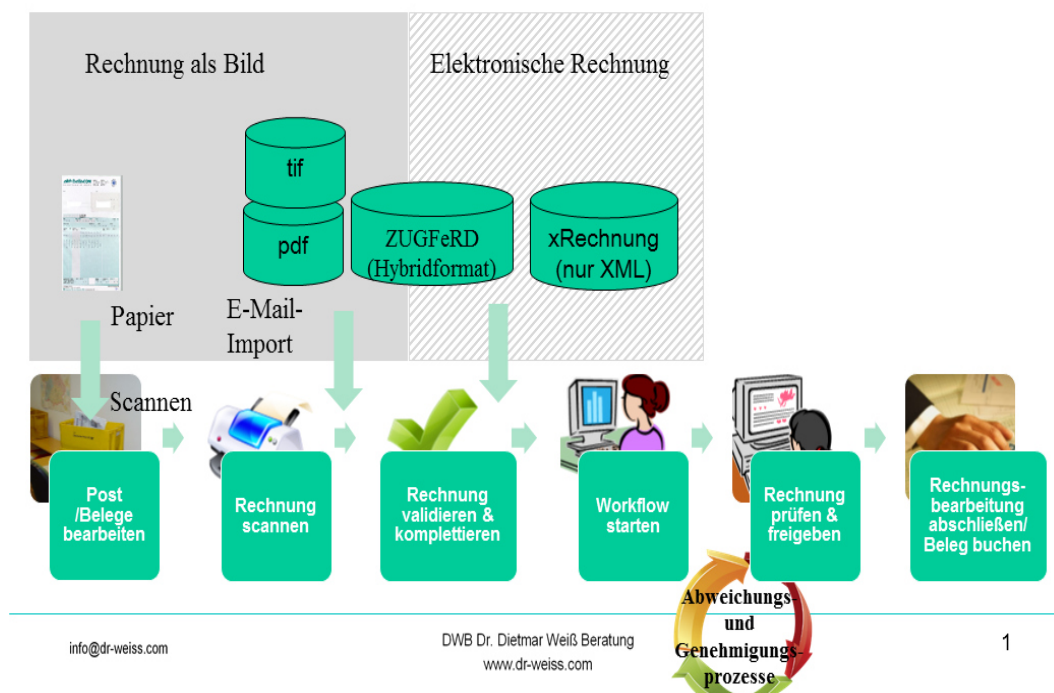 Rechnung als Bild
Elektronische Rechnung
tif
pdf
ZUGFeRD
(Hybridformat)
xRechnung
(nur XML)
Papier
E-Mail-
Import
Scannen
Post
/Belege
bearbeiten
Rechnung
scannen
Rechnung
validieren &
komplettieren
Workflow
starten
Rechnung
prüfen &
freigeben
Rechnungs-
bearbeitung
abschließen/
Beleg buchen
Abweichungs-
und
Genehmigungs-
prozesse
info@dr-weiss.com
DWB Dr. Dietmar Weiß Beratung
www.dr-weiss.com
1